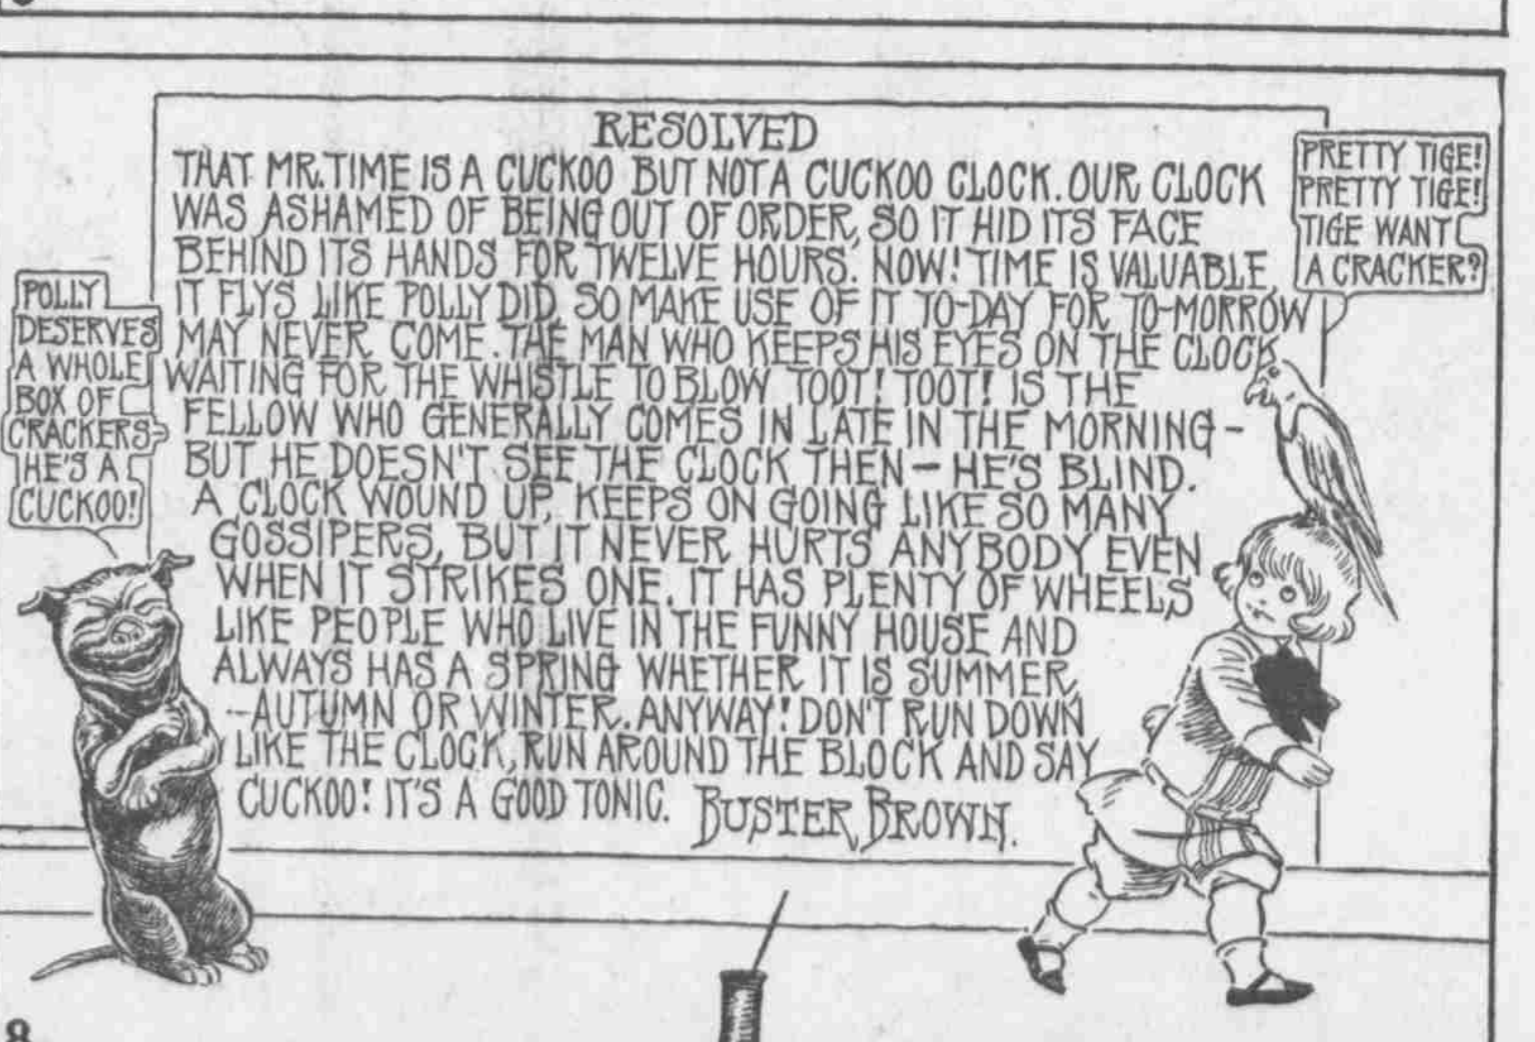 RESOLVED
THAT MR. TIME IS A CUCKOO BUT NOT A CUCKOO CLOCK. OUR CLOCK
WAS ASHAMED OF BEING OUT OF ORDER, SO IT HID ITS FACE
BEHIND ITS HANDS FOR TWELVE HOURS. NOW! TIME IS VALUABLE
IT FLYS LIKE POLLY DID, SO MAKE USE OF IT TO-DAY FOR TO-MORROW
MAY NEVER COME. THE MAN WHO KEEPS HIS EYES ON THE CLOCK
WAITING FOR THE WHISTLE TO BLOW TOOT! TOOT! IS THE
FELLOW WHO GENERALLY COMES IN LATE IN THE MORNING -
BUT HE DOESN'T SEE THE CLOCK THEN - HE'S BLIND.
A CLOCK WOUND UP, KEEPS ON GOING LIKE SO MANY
GOSSIPERS, BUT IT NEVER HURTS ANYBODY EVEN
WHEN IT STRIKES ONE. IT HAS PLENTY OF WHEELS
LIKE PEOPLE WHO LIVE IN THE FUNNY HOUSE AND
ALWAYS HAS A SPRING WHETHER IT IS SUMMER,
-AUTUMN OR WINTER. ANYWAY! DON'T RUN DOWN
LIKE THE CLOCK, RUN AROUND THE BLOCK AND SAY
CUCKOO! IT'S A GOOD TONIC. BUSTER BROWN.
POLLY
DESERVES
A WHOLE
BOX OF
CRACKERS
HE'S A
CUCKOO!
PRETTY TIGE!
PRETTY TIGE!
TIGE WANT
A CRACKER?
8